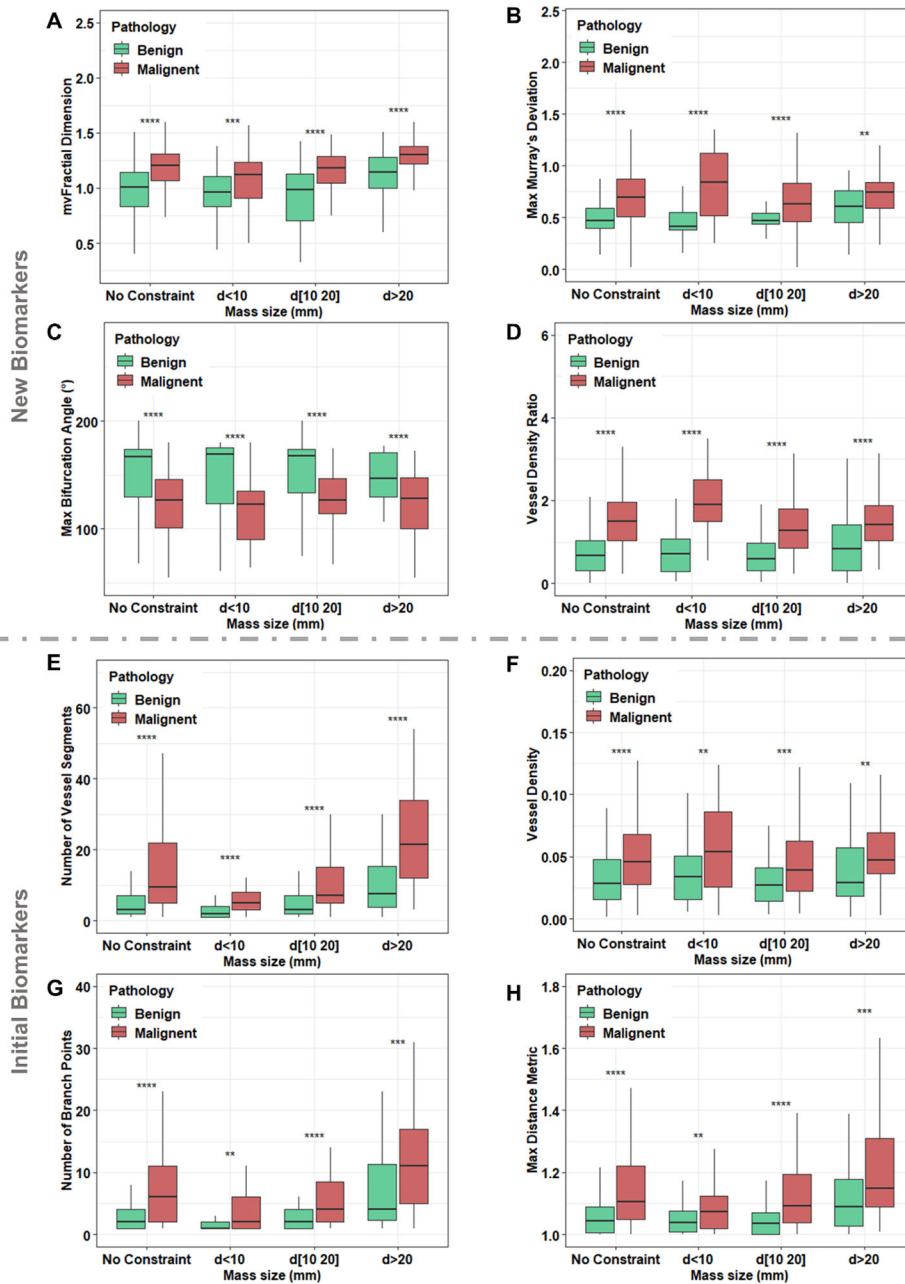 New Biomarkers
A
Pathology
Benign
Malignent
mvFractal Dimension
2.5
2.0
1.5
1.0
0.5
**** *** **** ****
No Constraint d<10 d[10 20] d>20
Mass size (mm)
B
Pathology
Benign
Malignent
Max Murray's Deviation
2.5
2.0
1.5
1.0
0.5
0.0
**** **** **** **
No Constraint d<10 d[10 20] d>20
Mass size (mm)
C
Pathology
Benign
Malignent
Max Bifurcation Angle (°)
200
100
**** **** **** ****
No Constraint d<10 d[10 20] d>20
Mass size (mm)
D
Pathology
Benign
Malignent
Vessel Density Ratio
6
4
2
0
**** **** **** ****
No Constraint d<10 d[10 20] d>20
Mass size (mm)
Initial Biomarkers
E
Pathology
Benign
Malignent
Number of Vessel Segments
60
40
20
0
**** **** **** ****
No Constraint d<10 d[10 20] d>20
Mass size (mm)
F
Pathology
Benign
Malignent
Vessel Density
0.20
0.15
0.10
0.05
0.00
**** ** *** **
No Constraint d<10 d[10 20] d>20
Mass size (mm)
G
Pathology
Benign
Malignent
Number of Branch Points
40
30
20
10
0
**** ** **** ***
No Constraint d<10 d[10 20] d>20
Mass size (mm)
H
Pathology
Benign
Malignent
Max Distance Metric
1.8
1.6
1.4
1.2
1.0
**** ** **** ***
No Constraint d<10 d[10 20] d>20
Mass size (mm)